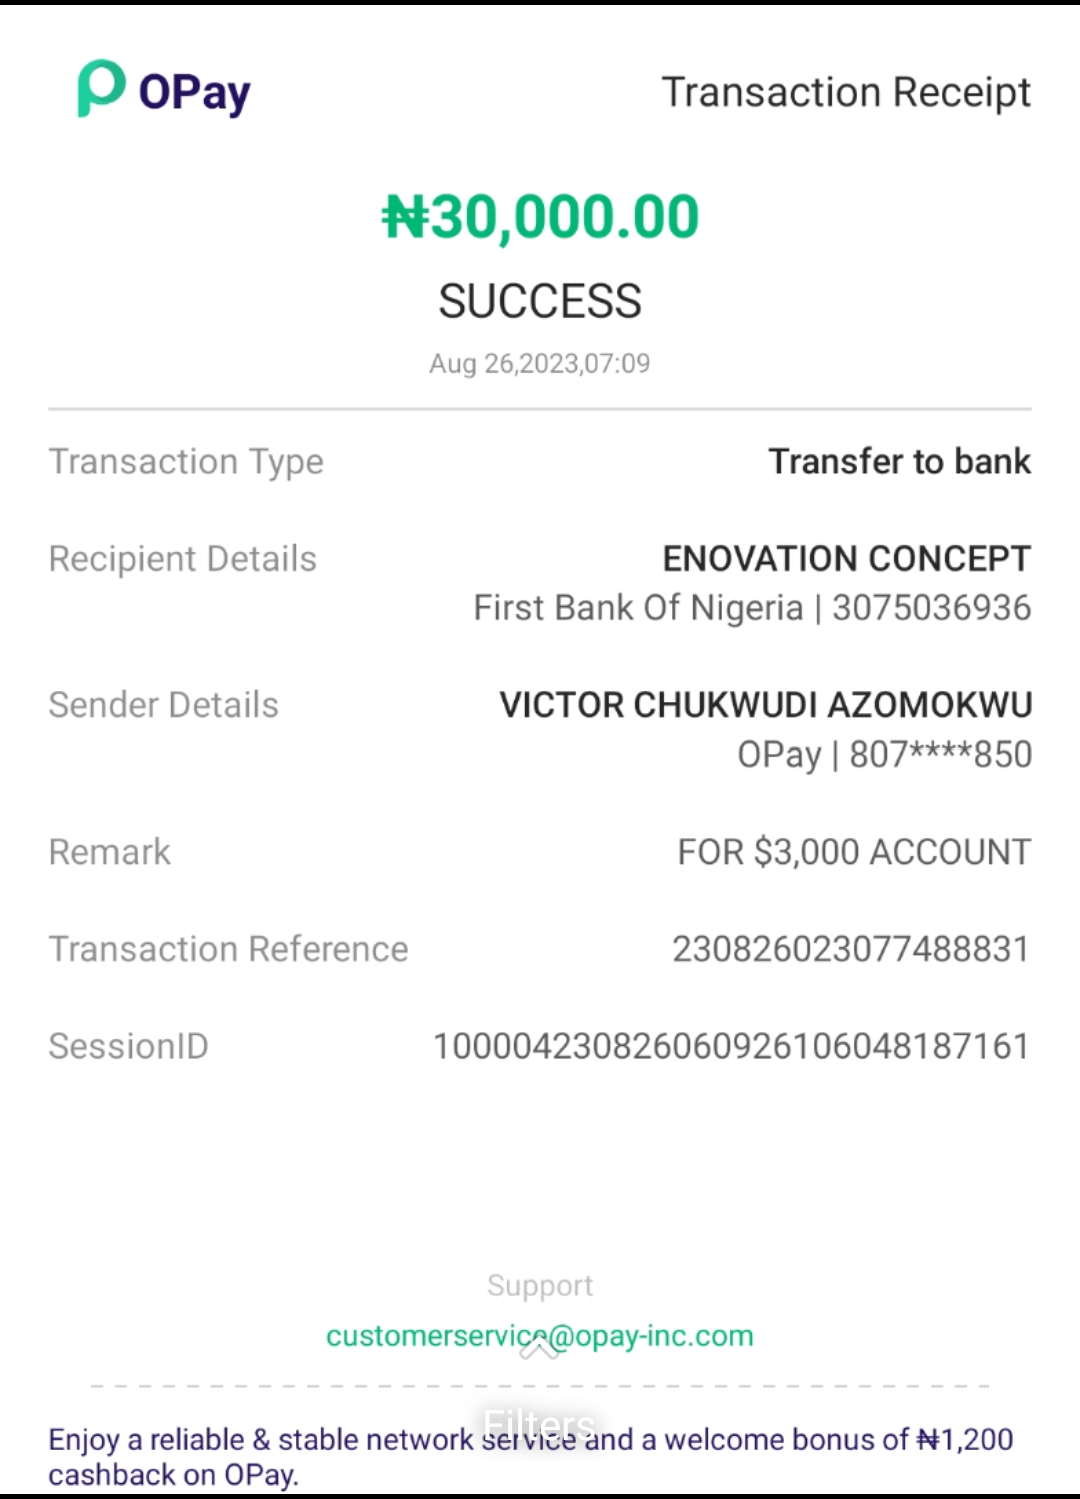 OPay
Transaction Receipt
₦30,000.00
SUCCESS
Aug 26,2023,07:09
Transaction Type
Transfer to bank
Recipient Details
ENOVATION CONCEPT
First Bank Of Nigeria | 3075036936
Sender Details
VICTOR CHUKWUDI AZOMOKWU
OPay | 807****850
Remark
FOR $3,000 ACCOUNT
Transaction Reference
230826023077488831
SessionID
100004230826060926106048187161
Support
customerservice@opay-inc.com
Filters
Enjoy a reliable & stable network service and a welcome bonus of ₦1,200
cashback on OPay.